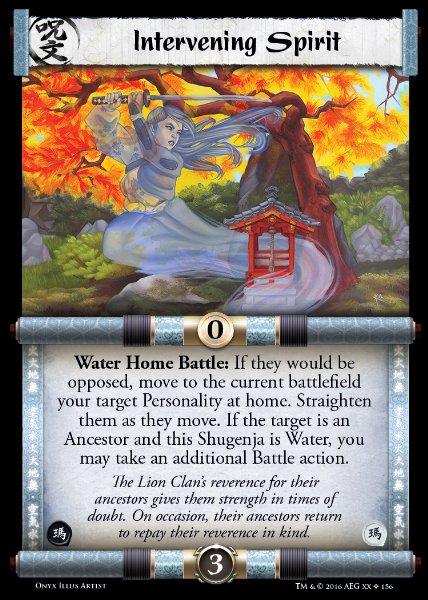 呪
文
Intervening Spirit
0
Water Home Battle: If they would be
opposed, move to the current battlefield
your target Personality at home. Straighten
them as they move. If the target is an
Ancestor and this Shugenja is Water, you
may take an additional Battle action.
The Lion Clan's reverence for their
ancestors gives them strength in times of
doubt. On occasion, their ancestors return
to repay their reverence in kind.
瑪
瑪
3
Onyx Illus Artist
TM & © 2016 AEG XX ❖ 156